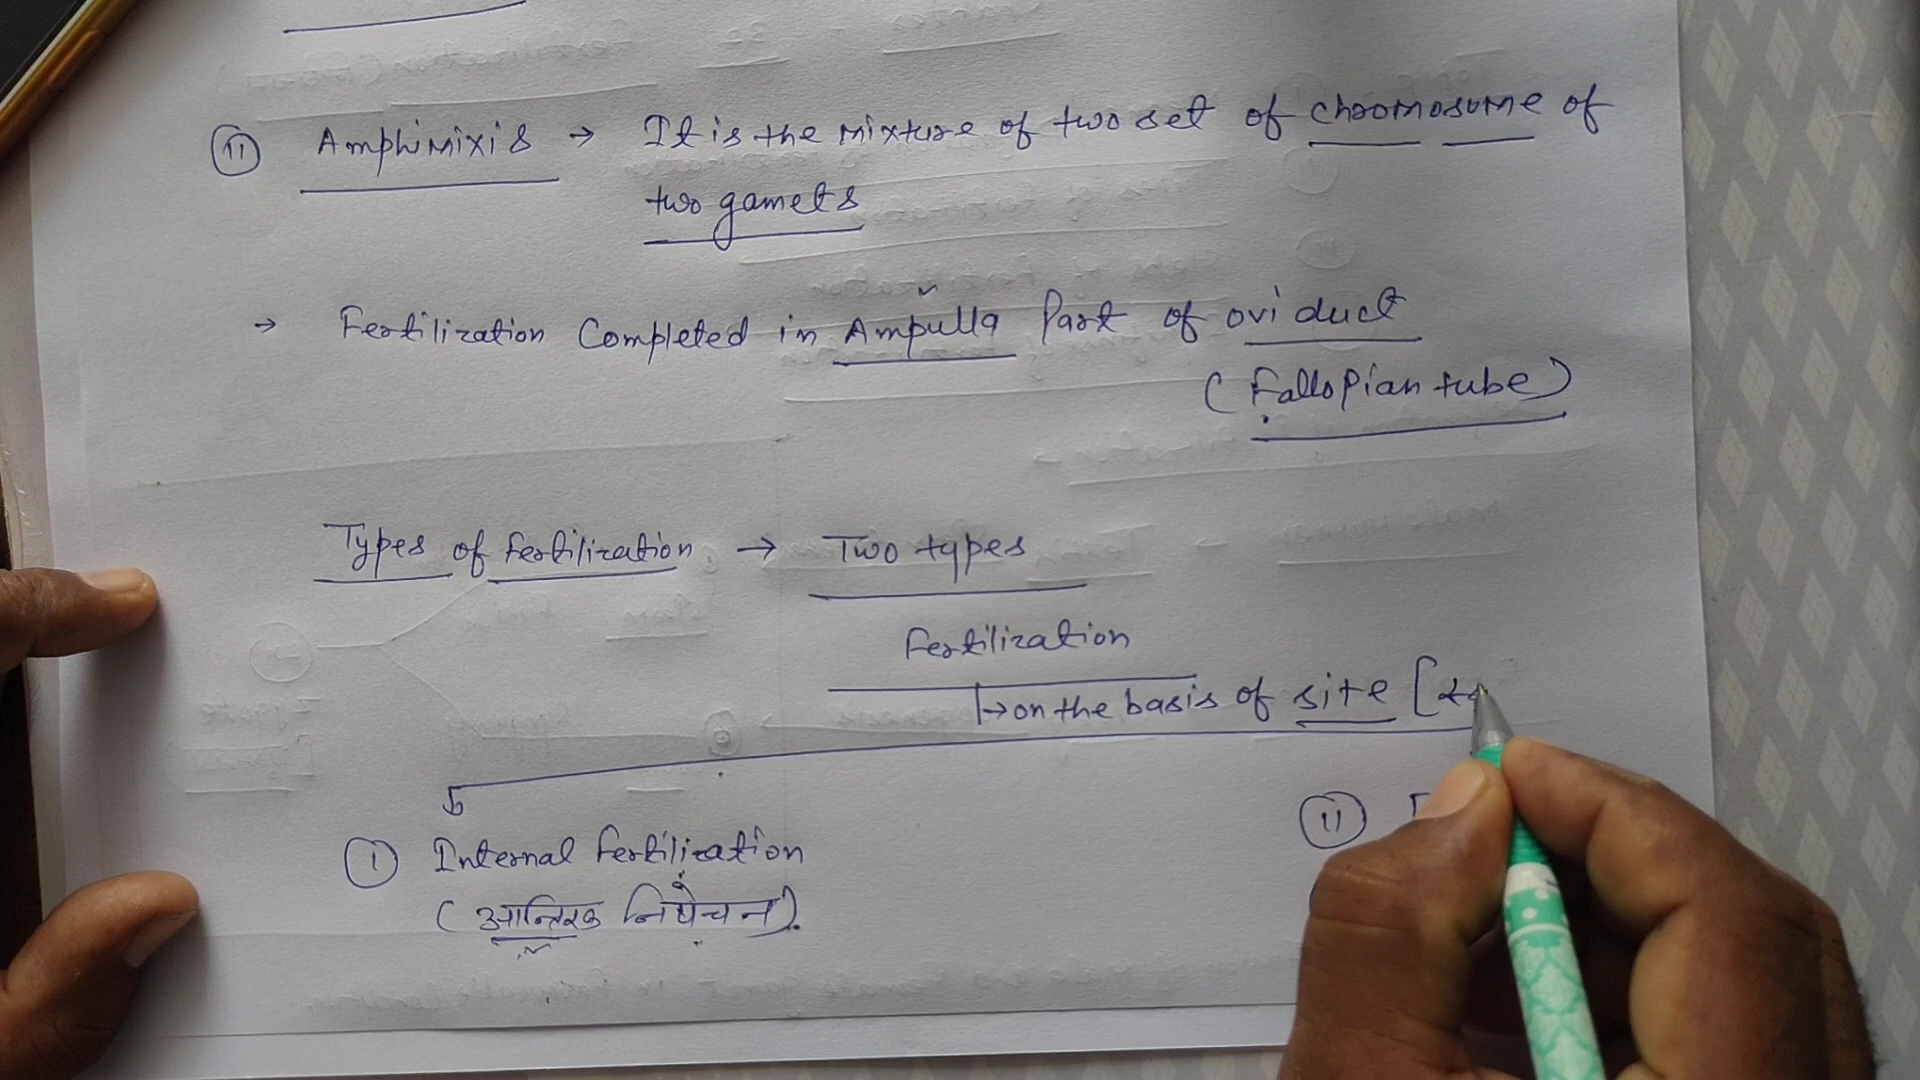 (ii) Amphimixis → It is the mixture of two set of chromosome of
two gamets
→ Fertilization Completed in Ampulla Part of oviduct
(Fallopian tube)
Types of fertilization → Two types
Fertilization
↳ on the basis of site [
(i) Internal fertilization
(ii)
(आन्तिरक निषेचन).